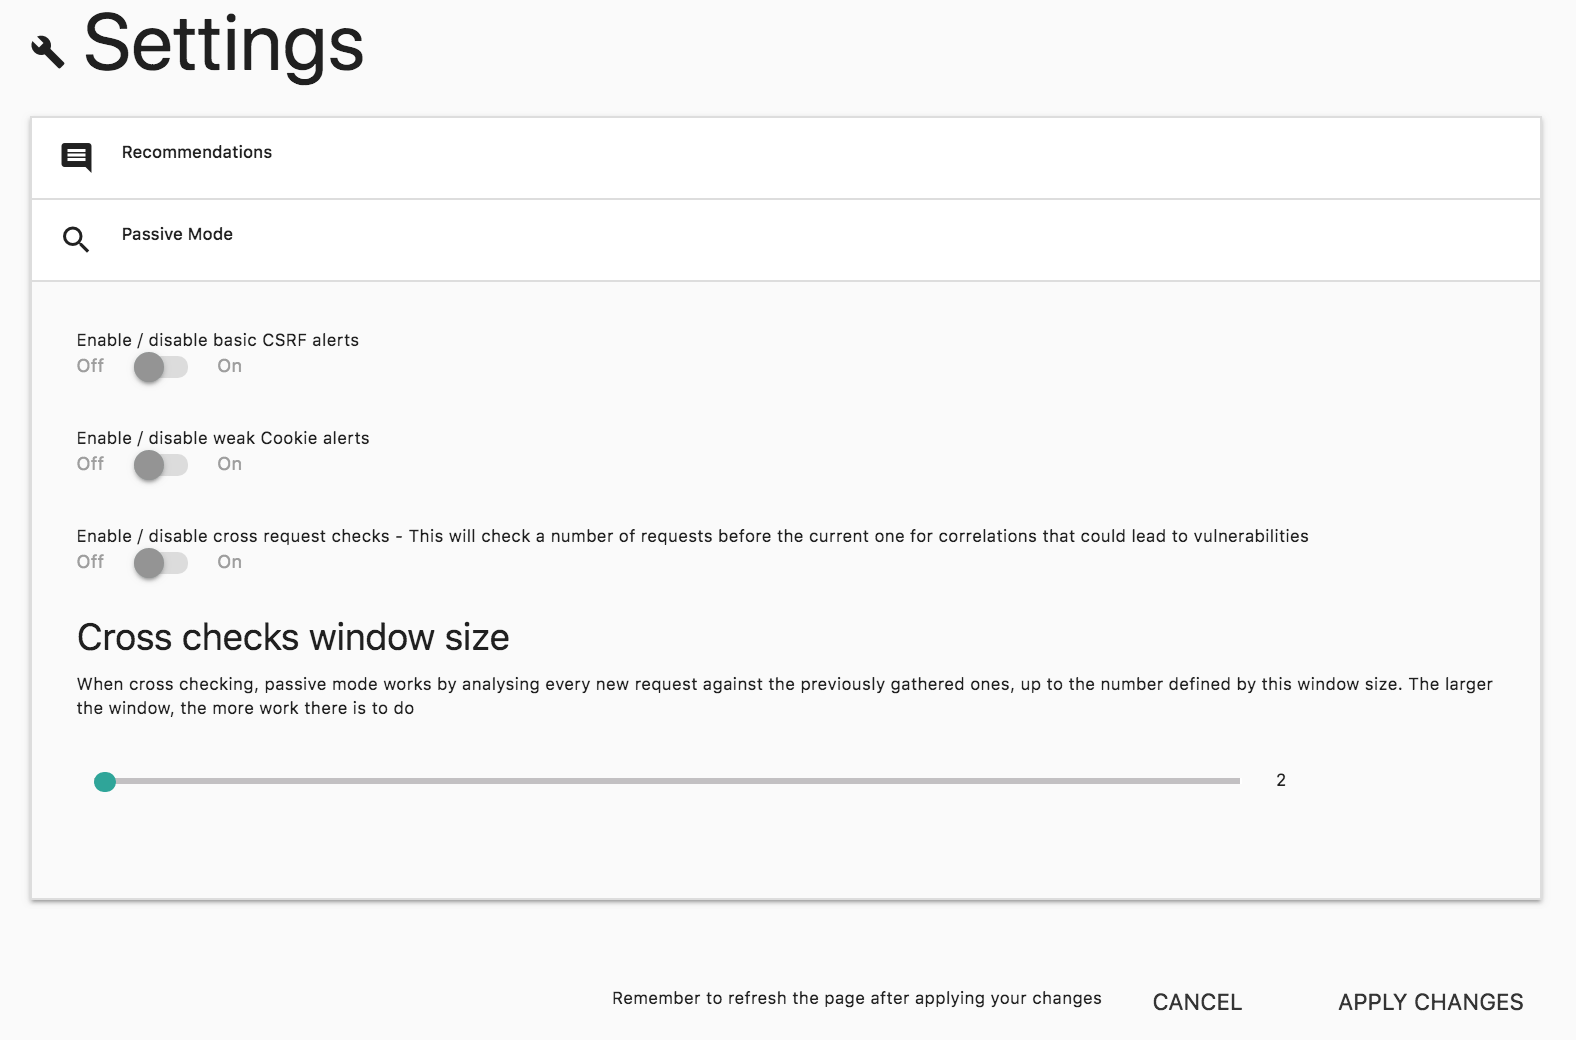 Settings
Recommendations
Passive Mode
Enable / disable basic CSRF alerts
Off On
Enable / disable weak Cookie alerts
Off On
Enable / disable cross request checks - This will check a number of requests before the current one for correlations that could lead to vulnerabilities
Off On
Cross checks window size
When cross checking, passive mode works by analysing every new request against the previously gathered ones, up to the number defined by this window size. The larger
the window, the more work there is to do
2
Remember to refresh the page after applying your changes CANCEL APPLY CHANGES